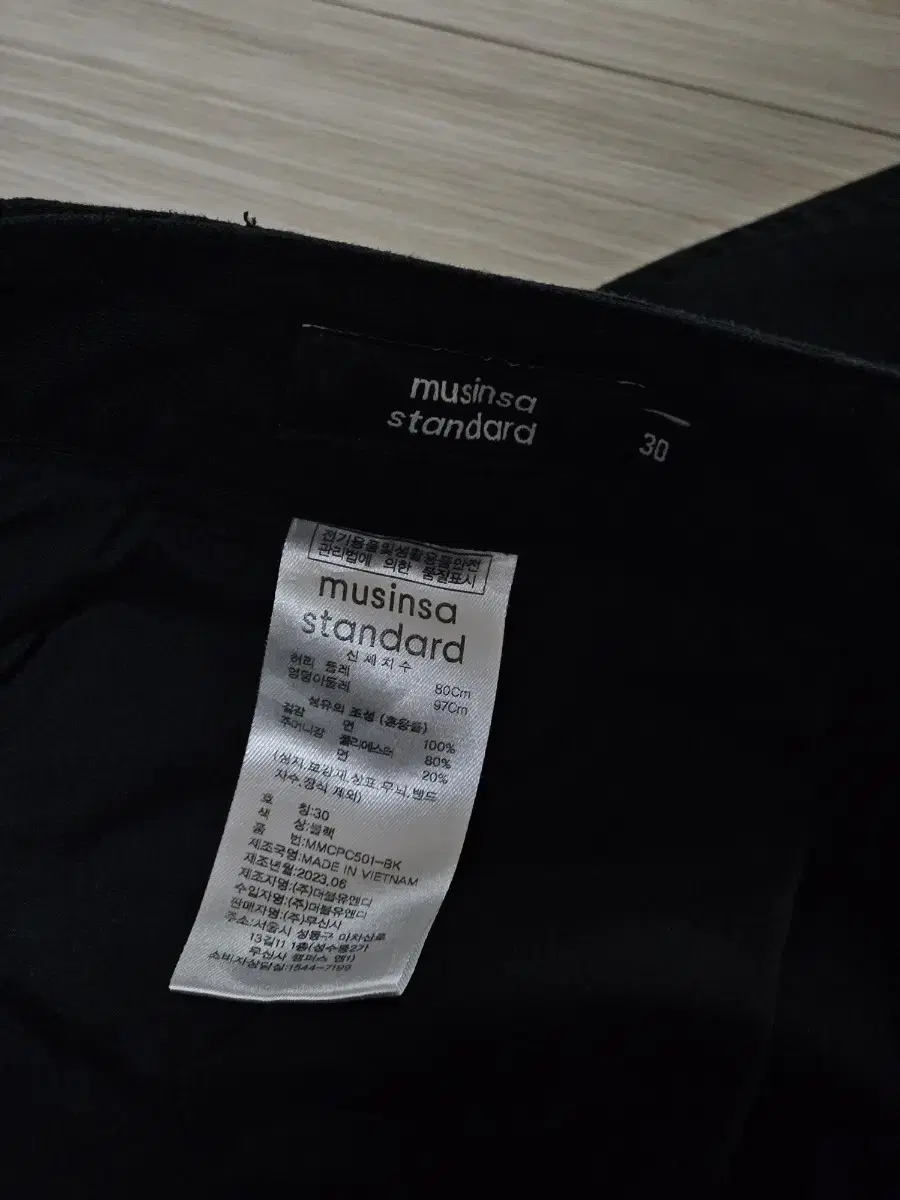 musinsa
standard
30
전기용품및생활용품안전
관리법에 의한 품질표시
musinsa
standard
신체치수
허리 둘레 80Cm
엉덩이둘레 97Cm
섬유의 조성 (혼용률)
겉감 면 100%
주머니감 폴리에스터 80%
면 20%
(심지,보강재,상표,무늬,밴드
자수,장식 제외)
호 칭:30
색 상:블랙
품 번:MMCPC501-BK
제조국명:MADE IN VIETNAM
제조년월:2023.06
제조자명:(주)더블유앤디
수입자명:(주)더블유앤디
판매자명:(주)무신사
주소:서울시 성동구 아차산로
13길11 1층(성수동2가
무신사 캠퍼스 엔1)
소비자상담실:1544-7199